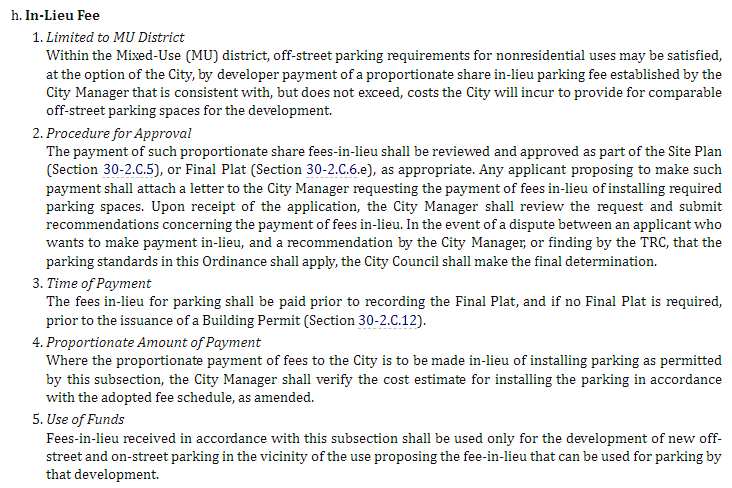 h. In-Lieu Fee
1. Limited to MU District
Within the Mixed-Use (MU) district, off-street parking requirements for nonresidential uses may be satisfied,
at the option of the City, by developer payment of a proportionate share in-lieu parking fee established by the
City Manager that is consistent with, but does not exceed, costs the City will incur to provide for comparable
off-street parking spaces for the development.
2. Procedure for Approval
The payment of such proportionate share fees-in-lieu shall be reviewed and approved as part of the Site Plan
(Section 30-2.C.5), or Final Plat (Section 30-2.C.6.e), as appropriate. Any applicant proposing to make such
payment shall attach a letter to the City Manager requesting the payment of fees in-lieu of installing required
parking spaces. Upon receipt of the application, the City Manager shall review the request and submit
recommendations concerning the payment of fees in-lieu. In the event of a dispute between an applicant who
wants to make payment in-lieu, and a recommendation by the City Manager, or finding by the TRC, that the
parking standards in this Ordinance shall apply, the City Council shall make the final determination.
3. Time of Payment
The fees in-lieu for parking shall be paid prior to recording the Final Plat, and if no Final Plat is required,
prior to the issuance of a Building Permit (Section 30-2.C.12).
4. Proportionate Amount of Payment
Where the proportionate payment of fees to the City is to be made in-lieu of installing parking as permitted
by this subsection, the City Manager shall verify the cost estimate for installing the parking in accordance
with the adopted fee schedule, as amended.
5. Use of Funds
Fees-in-lieu received in accordance with this subsection shall be used only for the development of new off-
street and on-street parking in the vicinity of the use proposing the fee-in-lieu that can be used for parking by
that development.